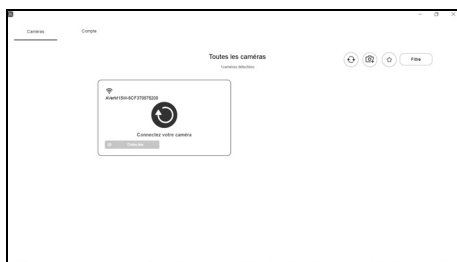 Caméras
Compte
Toutes les caméras
Filtre
Connectez votre caméra